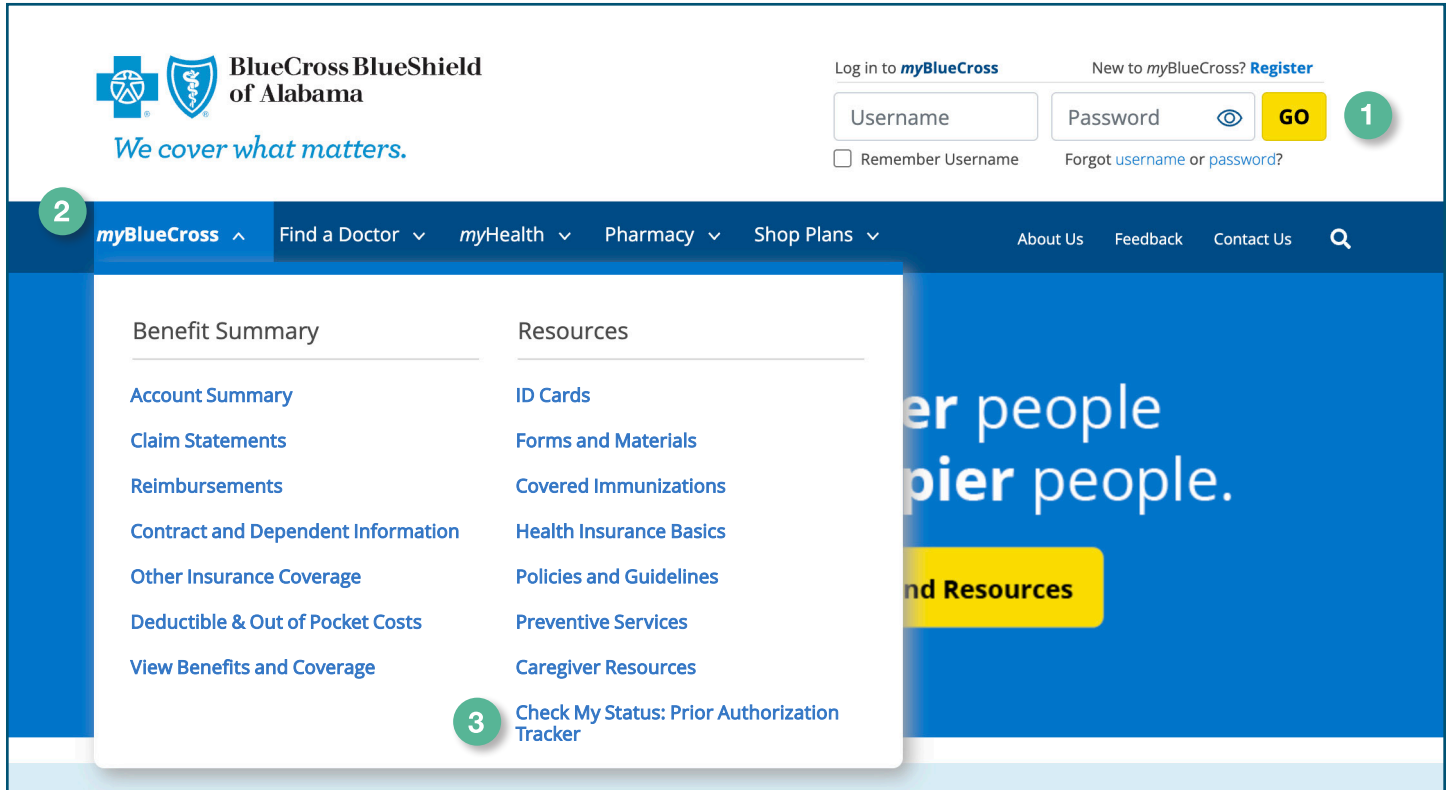 BlueCross BlueShield
of Alabama
We cover what matters.
Log in to myBlueCross
New to myBlueCross? Register
Username
Password
GO
1
Remember Username
Forgot username or password?
2
myBlueCross
Find a Doctor
myHealth
Pharmacy
Shop Plans
About Us
Feedback
Contact Us
Benefit Summary
Account Summary
Claim Statements
Reimbursements
Contract and Dependent Information
Other Insurance Coverage
Deductible & Out of Pocket Costs
View Benefits and Coverage
Resources
ID Cards
Forms and Materials
Covered Immunizations
Health Insurance Basics
Policies and Guidelines
Preventive Services
Caregiver Resources
3
Check My Status: Prior Authorization
Tracker
er people
pier people.
nd Resources